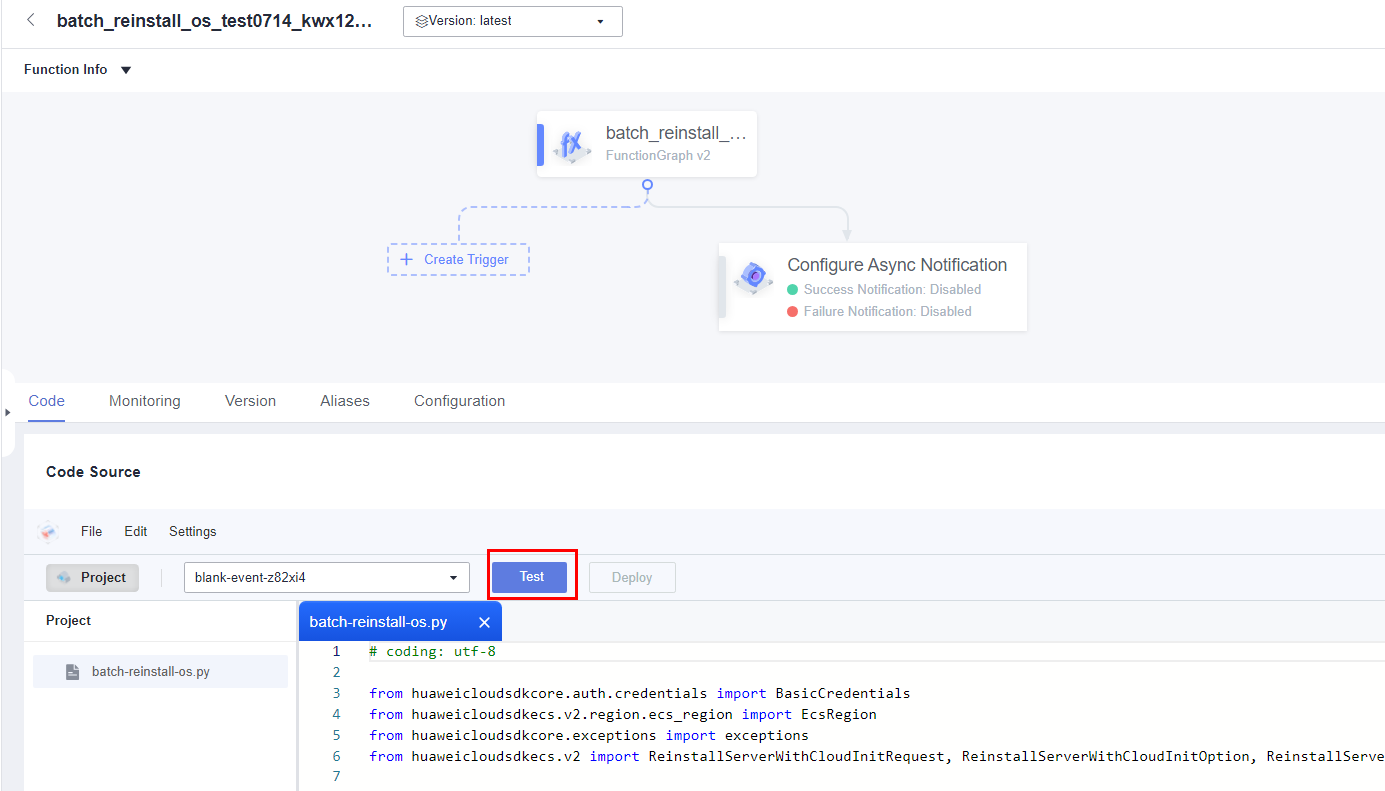 batch_reinstall_os_test0714_kwx12...
Version: latest
Function Info
batch_reinstall_...
FunctionGraph v2
Create Trigger
Configure Async Notification
Success Notification: Disabled
Failure Notification: Disabled
Code Monitoring Version Aliases Configuration
Code Source
File Edit Settings
Project blank-event-z82xi4 Test Deploy
Project
batch-reinstall-os.py
batch-reinstall-os.py
1 # coding: utf-8
2
3 from huaweicloudsdkcore.auth.credentials import BasicCredentials
4 from huaweicloudsdkecs.v2.region.ecs_region import EcsRegion
5 from huaweicloudsdkcore.exceptions import exceptions
6 from huaweicloudsdkecs.v2 import ReinstallServerWithCloudInitRequest, ReinstallServerWithCloudInitOption, ReinstallServe
7